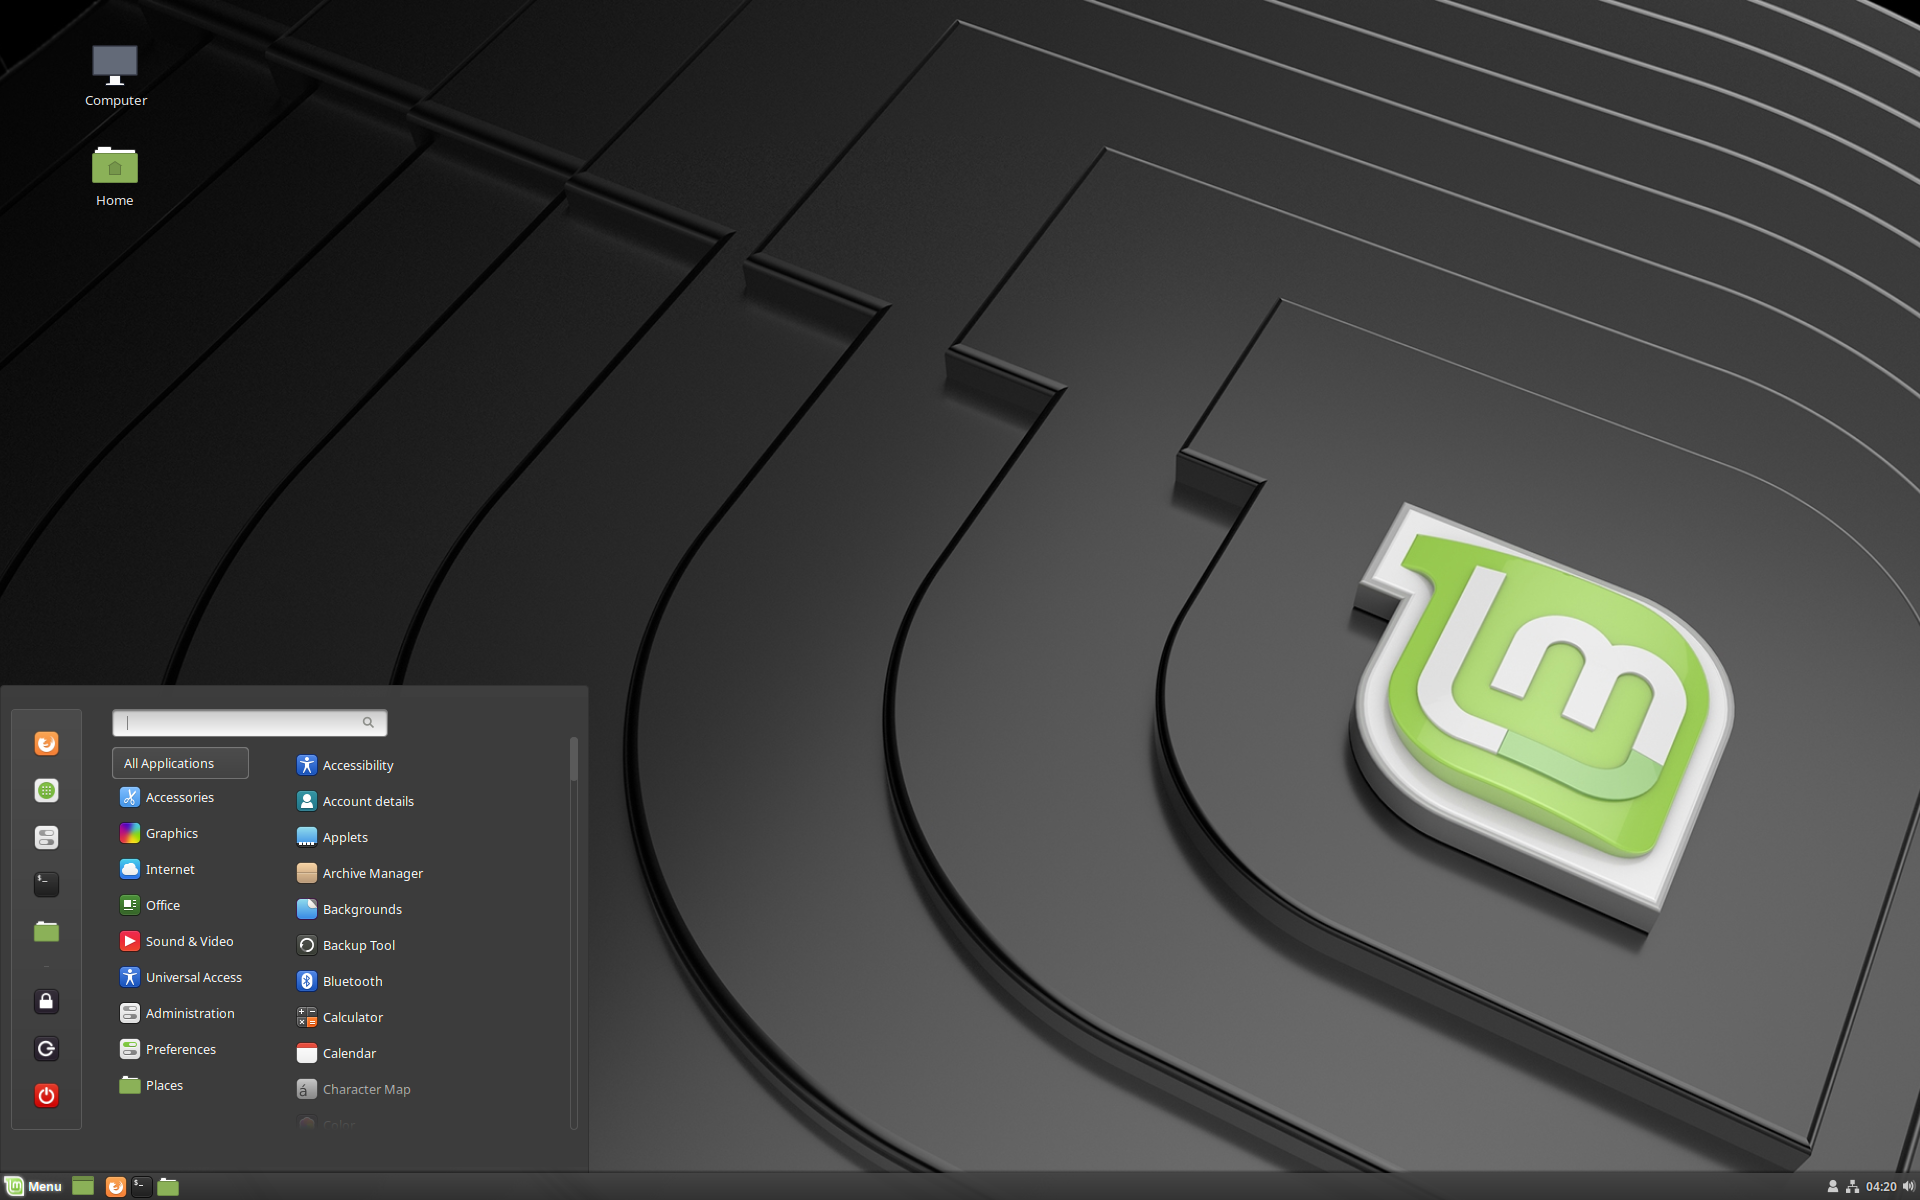 Computer
Home
All Applications
Accessories
Graphics
Internet
Office
Sound & Video
Universal Access
Administration
Preferences
Places
Accessibility
Account details
Applets
Archive Manager
Backgrounds
Backup Tool
Bluetooth
Calculator
Calendar
Character Map
Color
Menu
04:20